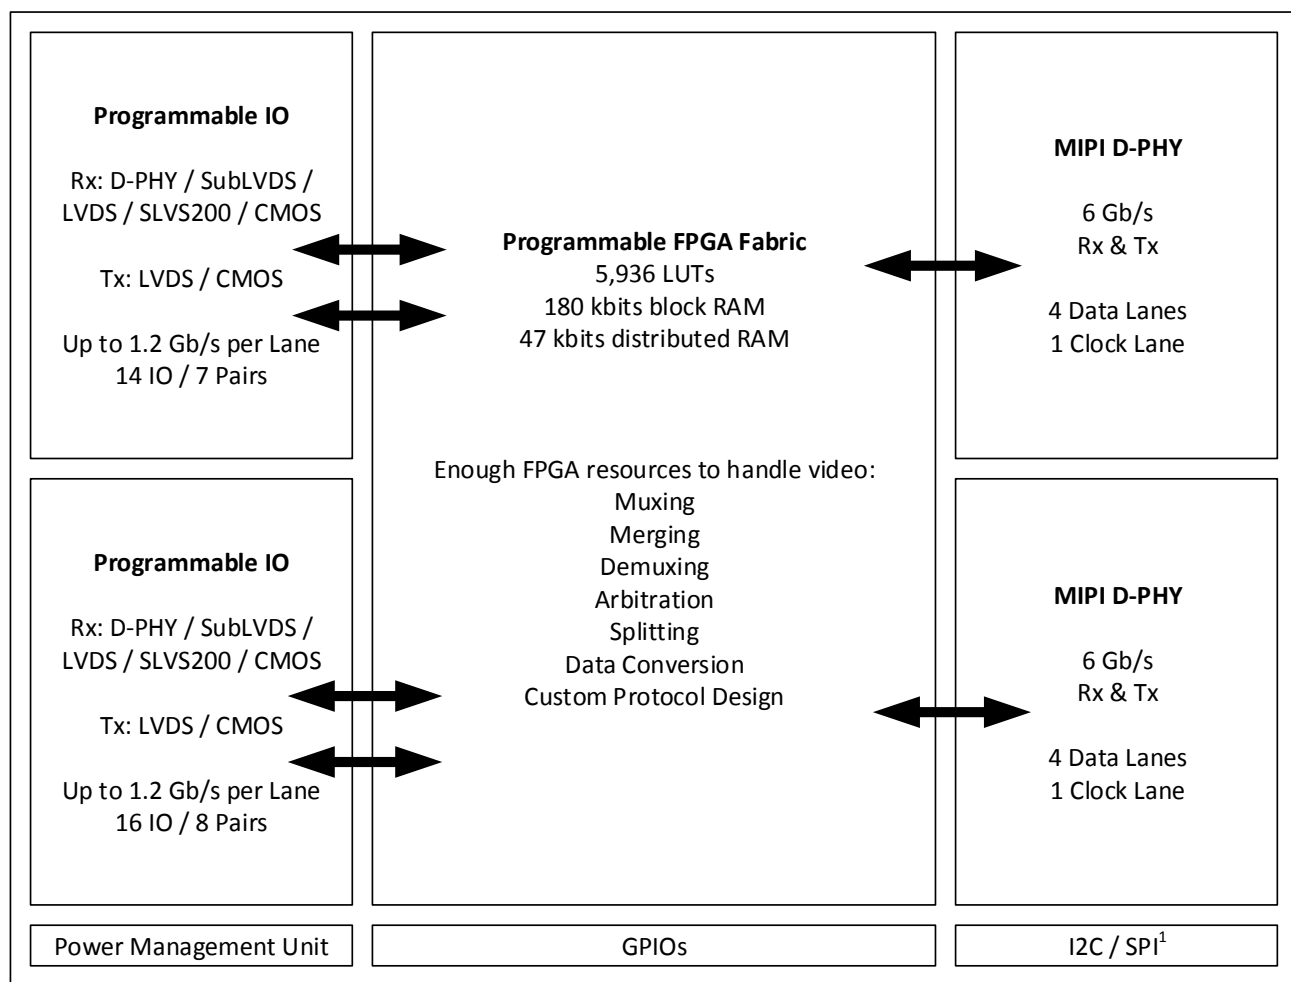 Programmable IO
Rx: D-PHY / SubLVDS /
LVDS / SLVS200 / CMOS
Tx: LVDS / CMOS
Up to 1.2 Gb/s per Lane
14 IO / 7 Pairs
Programmable IO
Rx: D-PHY / SubLVDS /
LVDS / SLVS200 / CMOS
Tx: LVDS / CMOS
Up to 1.2 Gb/s per Lane
16 IO / 8 Pairs
Programmable FPGA Fabric
5,936 LUTs
180 kbits block RAM
47 kbits distributed RAM
Enough FPGA resources to handle video:
Muxing
Merging
Demuxing
Arbitration
Splitting
Data Conversion
Custom Protocol Design
MIPI D-PHY
6 Gb/s
Rx & Tx
4 Data Lanes
1 Clock Lane
MIPI D-PHY
6 Gb/s
Rx & Tx
4 Data Lanes
1 Clock Lane
Power Management Unit
GPIOs
I2C / SPI¹